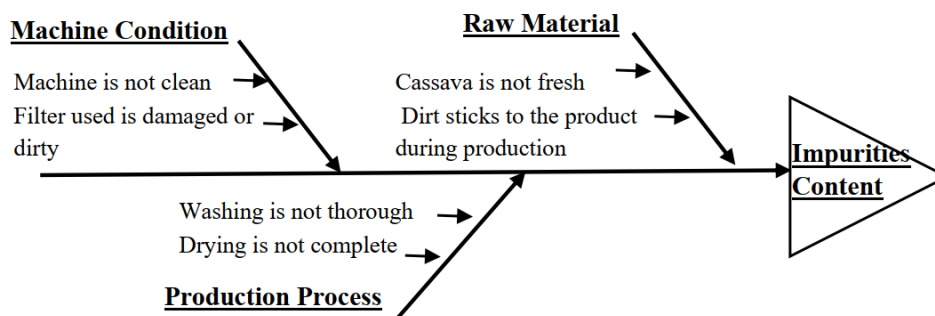 Machine Condition
Machine is not clean
Filter used is damaged or
dirty
Raw Material
Cassava is not fresh
Dirt sticks to the product
during production
Impurities
Content
Washing is not thorough
Drying is not complete
Production Process